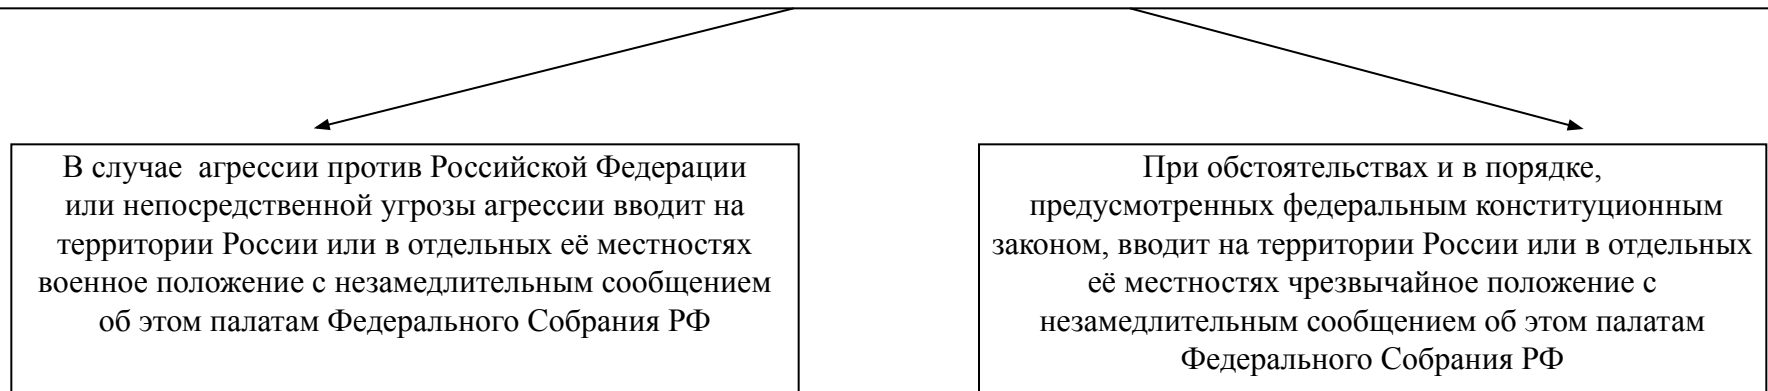 В случае агрессии против Российской Федерации
или непосредственной угрозы агрессии вводит на
территории России или в отдельных её местностях
военное положение с незамедлительным сообщением
об этом палатам Федерального Собрания РФ
При обстоятельствах и в порядке,
предусмотренных федеральным конституционным
законом, вводит на территории России или в отдельных
её местностях чрезвычайное положение с
незамедлительным сообщением об этом палатам
Федерального Собрания РФ